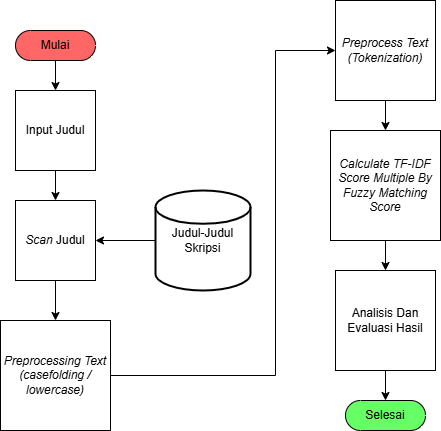 Mulai
Input Judul
Scan Judul
Judul-Judul
Skripsi
Preprocessing Text
(casefolding /
lowercase)
Preprocess Text
(Tokenization)
Calculate TF-IDF
Score Multiple By
Fuzzy Matching
Score
Analisis Dan
Evaluasi Hasil
Selesai